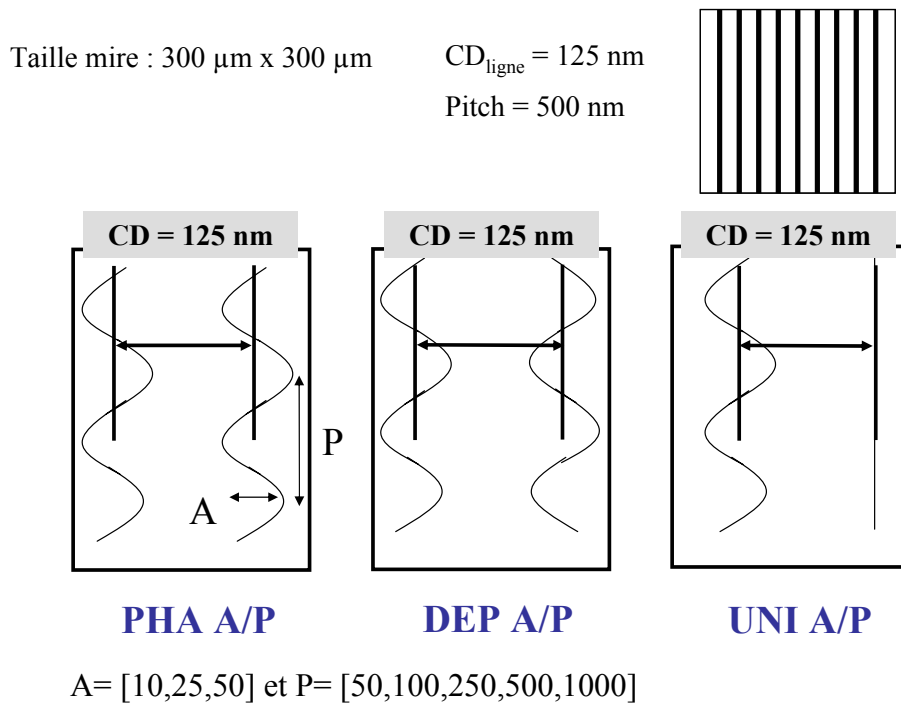 Taille mire : 300 µm x 300 µm
CD_ligne = 125 nm
Pitch = 500 nm
CD = 125 nm
CD = 125 nm
CD = 125 nm
P
A
PHA A/P
DEP A/P
UNI A/P
A= [10,25,50] et P= [50,100,250,500,1000]